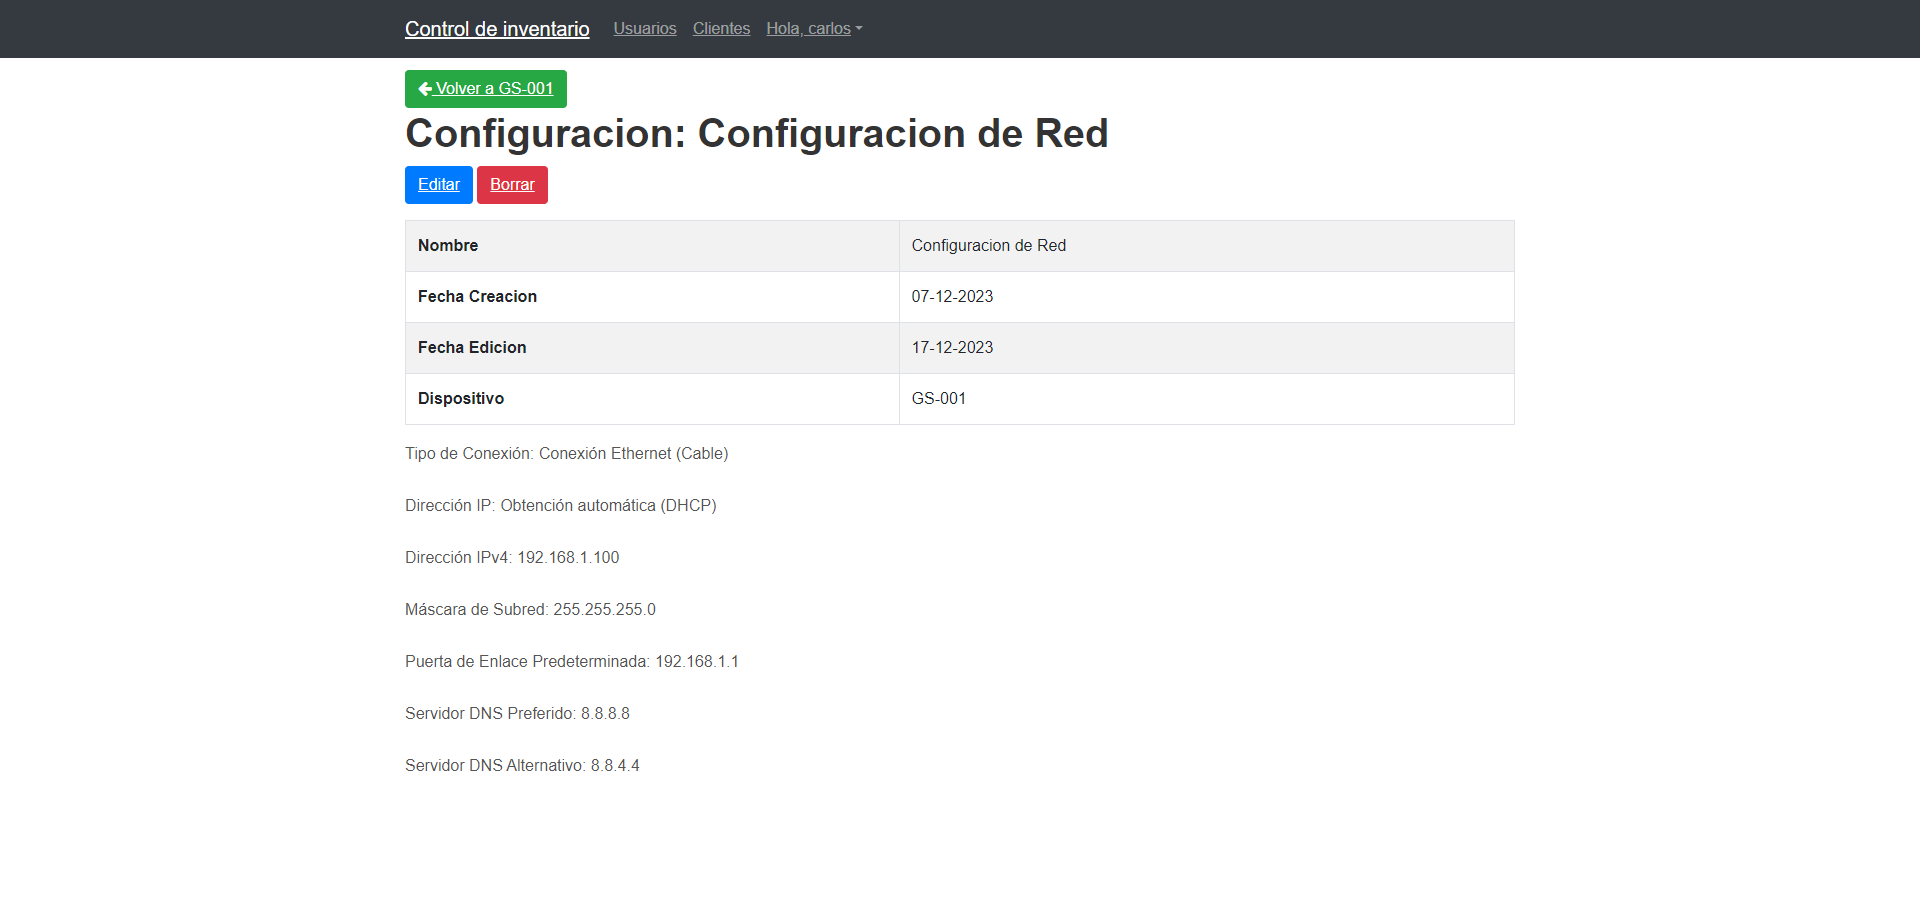 Control de inventario Usuarios Clientes Hola, carlos
Volver a GS-001
Configuracion: Configuracion de Red
Editar Borrar
Nombre Configuracion de Red
Fecha Creacion 07-12-2023
Fecha Edicion 17-12-2023
Dispositivo GS-001
Tipo de Conexión: Conexión Ethernet (Cable)
Dirección IP: Obtención automática (DHCP)
Dirección IPv4: 192.168.1.100
Máscara de Subred: 255.255.255.0
Puerta de Enlace Predeterminada: 192.168.1.1
Servidor DNS Preferido: 8.8.8.8
Servidor DNS Alternativo: 8.8.4.4